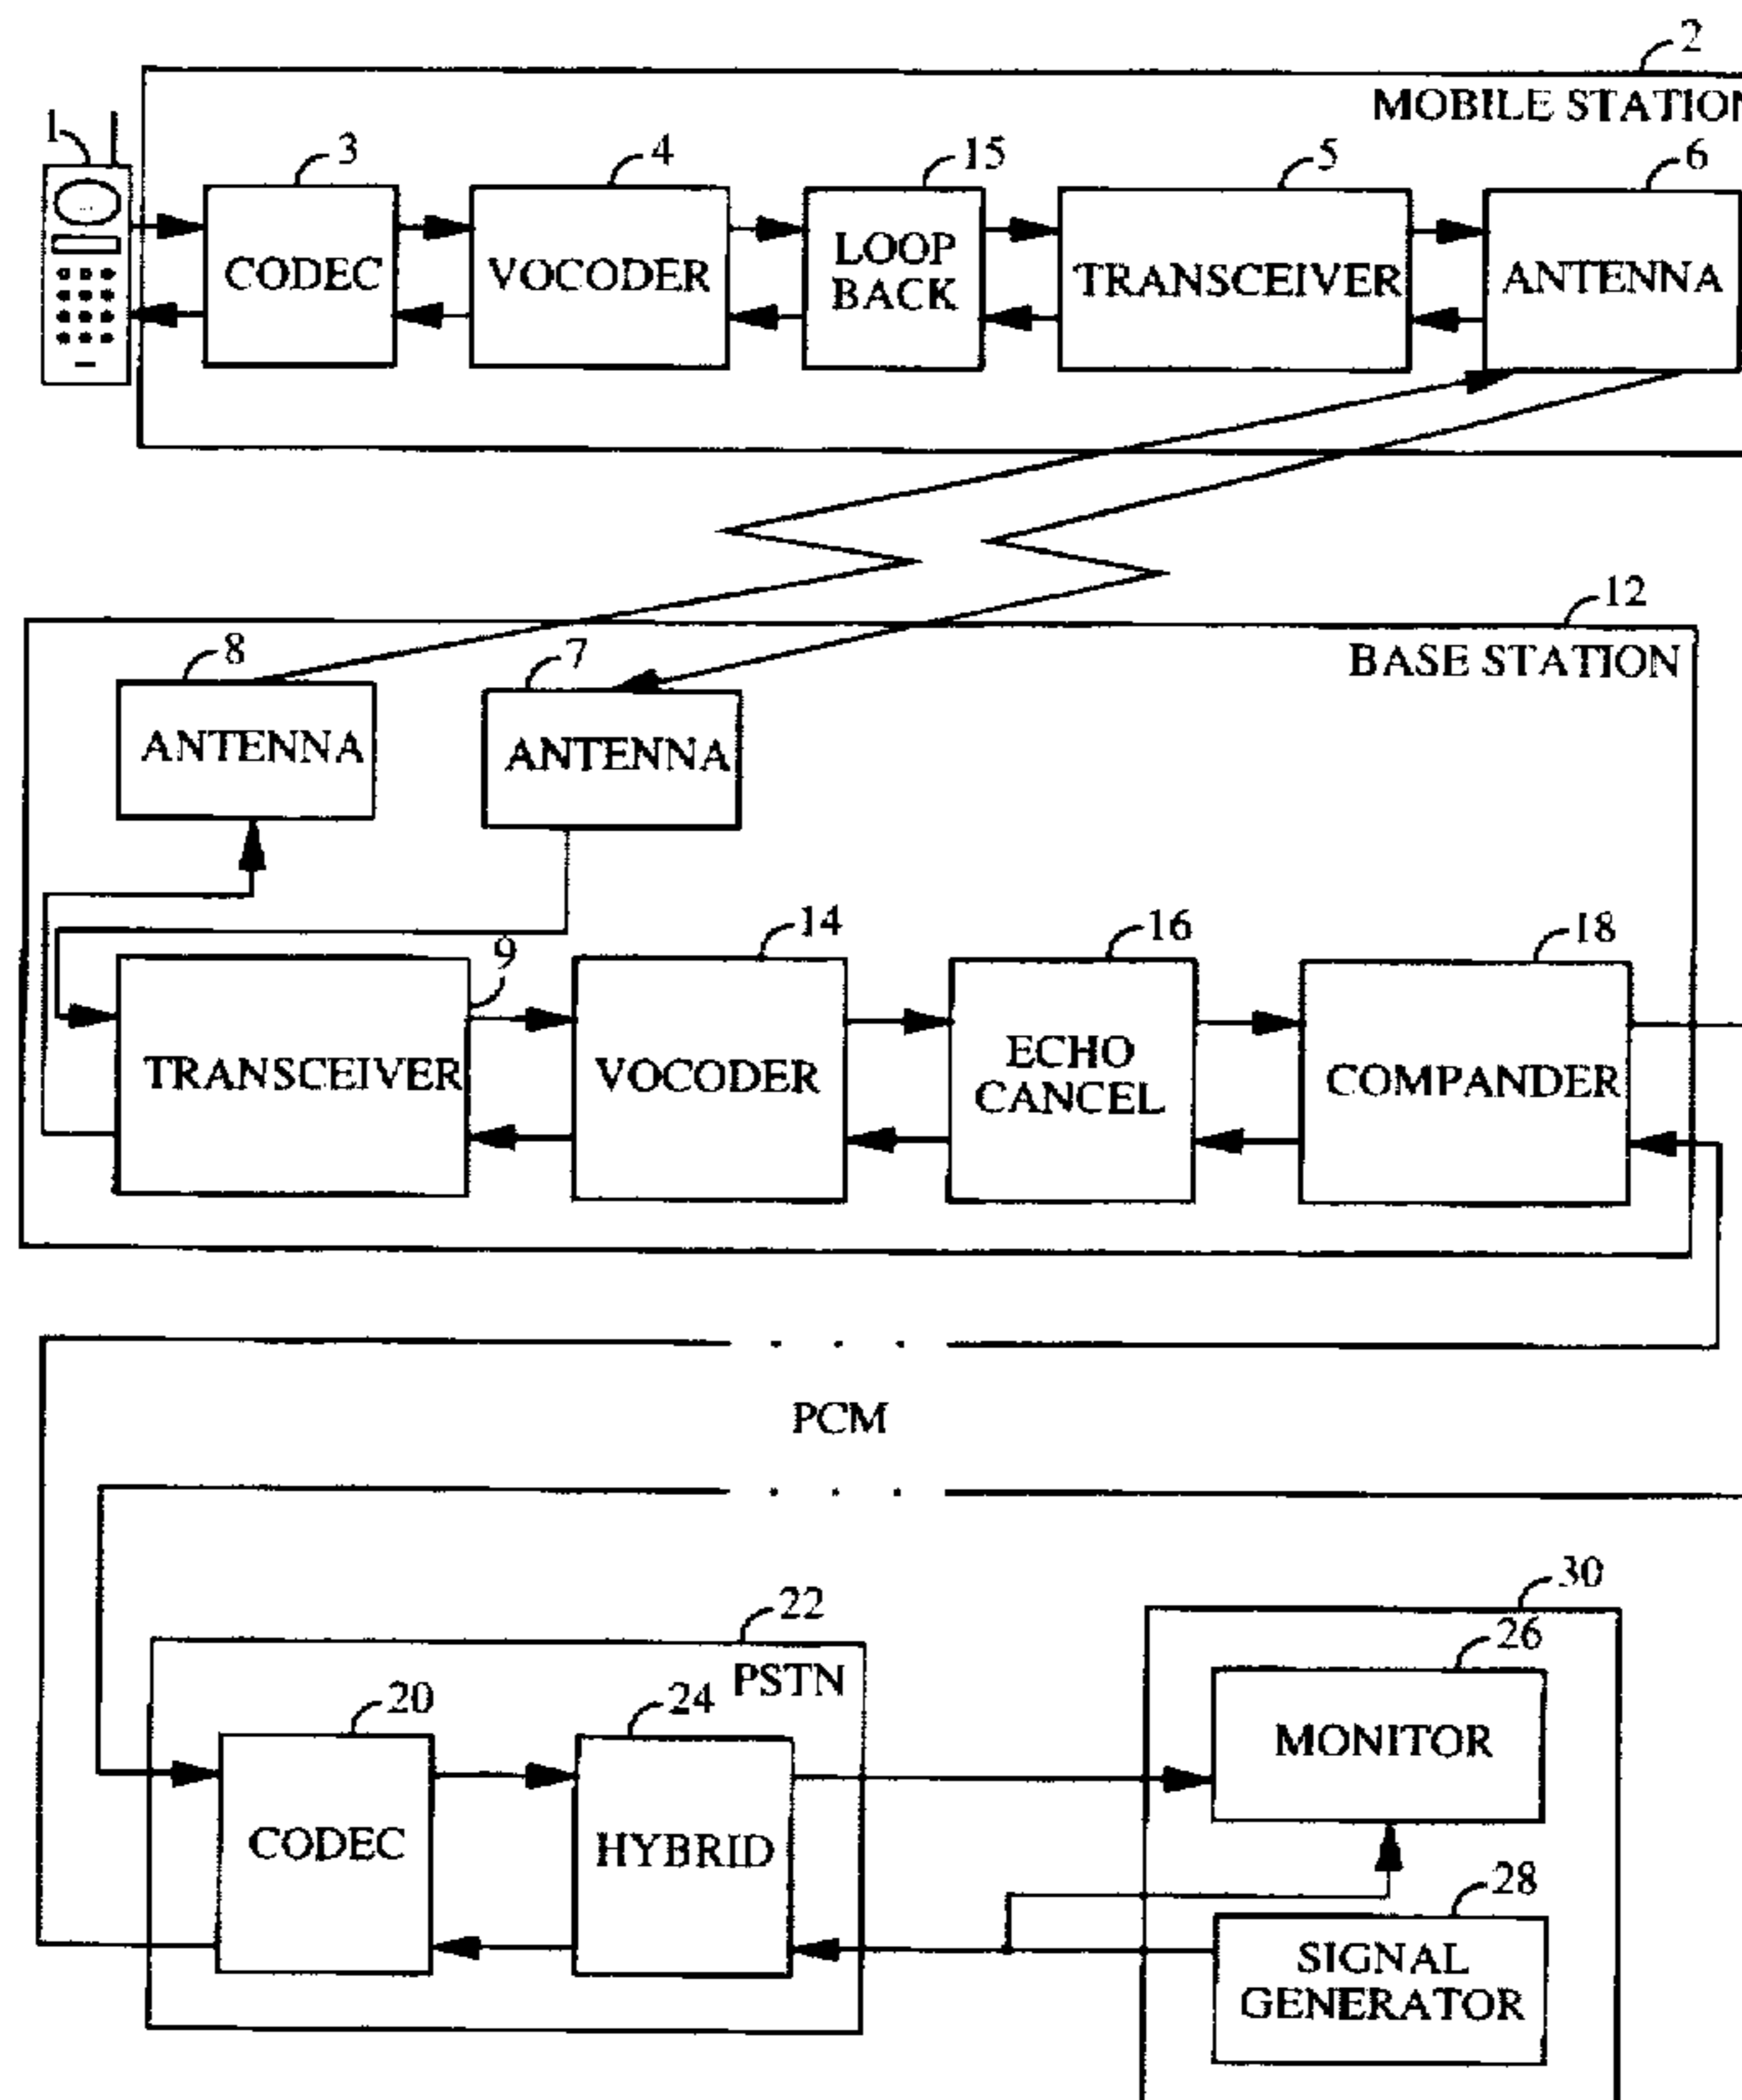 2
MOBILE STATION
1
3
4
15
5
6
CODEC
VOCODER
LOOP
BACK
TRANSCEIVER
ANTENNA
12
BASE STATION
8
7
ANTENNA
ANTENNA
9
14
16
18
TRANSCEIVER
VOCODER
ECHO
CANCEL
COMPANDER
PCM
22
PSTN
30
26
20
24
MONITOR
CODEC
HYBRID
28
SIGNAL
GENERATOR